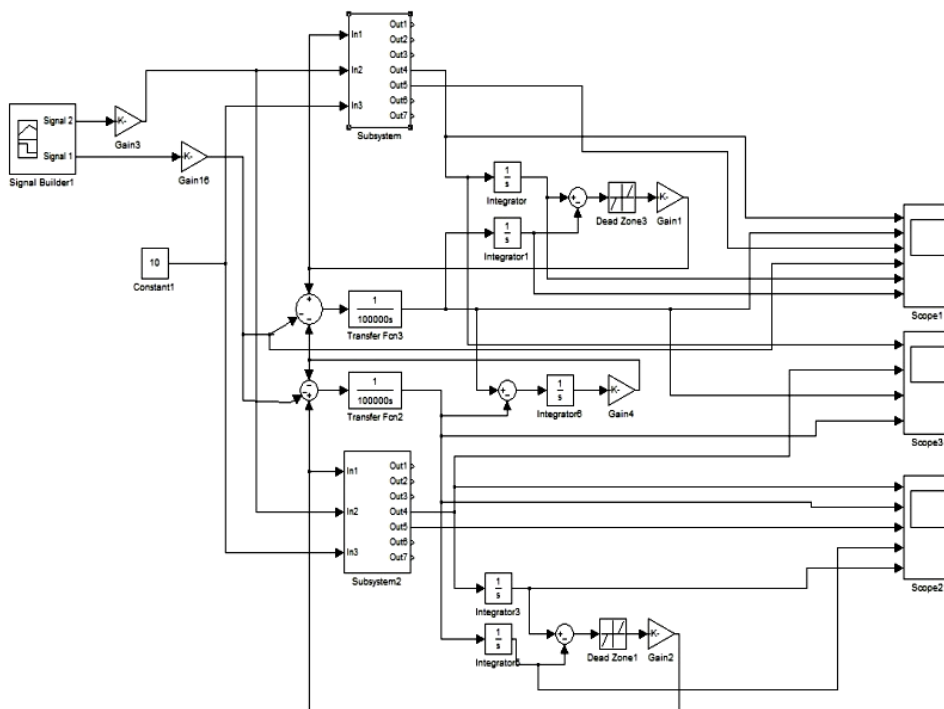 Out1
In1
Out2
Out3
In2
Out4
Out5
In3
Out6
Out7
Subsystem
Signal 2
K-
Gain3
Signal 1
K-
Gain16
Signal Builder1
1
s
Integrator
+
-
Dead Zone3
K-
Gain1
1
s
Integrator1
10
Constant1
+
-
-
1
100000s
Transfer Fcn3
Scope1
-
-
+
1
100000s
Transfer Fcn2
+
-
1
s
Integrator6
K-
Gain4
Scope3
Out1
In1
Out2
Out3
In2
Out4
Out5
In3
Out6
Out7
Subsystem2
Scope2
1
s
Integrator3
+
-
Dead Zone1
K-
Gain2
1
s